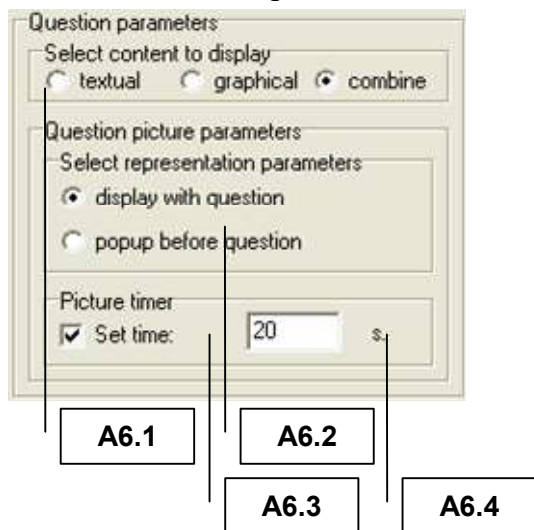 Question parameters
Select content to display
textual graphical combine
Question picture parameters
Select representation parameters
display with question
popup before question
Picture timer
Set time: 20 s.
A6.1 A6.2
A6.3 A6.4